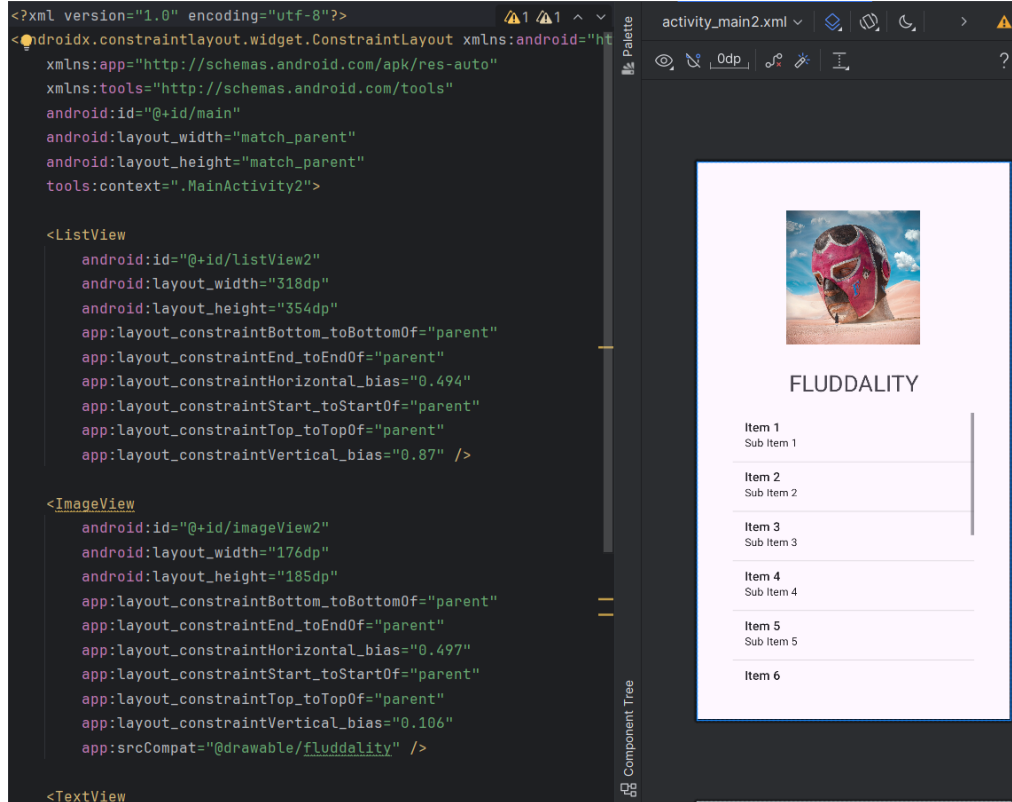 <?xml version="1.0" encoding="utf-8"?>
1 1
<androidx.constraintlayout.widget.ConstraintLayout xmlns:android="ht
xmlns:app="http://schemas.android.com/apk/res-auto"
xmlns:tools="http://schemas.android.com/tools"
android:id="@+id/main"
android:layout_width="match_parent"
android:layout_height="match_parent"
tools:context=".MainActivity2">
<ListView
android:id="@+id/listView2"
android:layout_width="318dp"
android:layout_height="354dp"
app:layout_constraintBottom_toBottomOf="parent"
app:layout_constraintEnd_toEndOf="parent"
app:layout_constraintHorizontal_bias="0.494"
app:layout_constraintStart_toStartOf="parent"
app:layout_constraintTop_toTopOf="parent"
app:layout_constraintVertical_bias="0.87" />
<ImageView
android:id="@+id/imageView2"
android:layout_width="176dp"
android:layout_height="185dp"
app:layout_constraintBottom_toBottomOf="parent"
app:layout_constraintEnd_toEndOf="parent"
app:layout_constraintHorizontal_bias="0.497"
app:layout_constraintStart_toStartOf="parent"
app:layout_constraintTop_toTopOf="parent"
app:layout_constraintVertical_bias="0.106"
app:srcCompat="@drawable/fluddality" />
<TextView
Palette
Component Tree
activity_main2.xml
0dp
?
FLUDDALITY
Item 1
Sub Item 1
Item 2
Sub Item 2
Item 3
Sub Item 3
Item 4
Sub Item 4
Item 5
Sub Item 5
Item 6